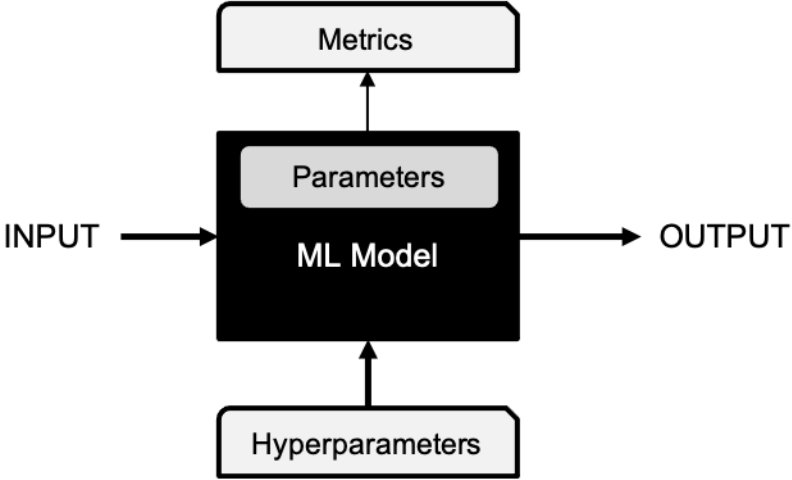 Metrics
Parameters
INPUT
ML Model
OUTPUT
Hyperparameters